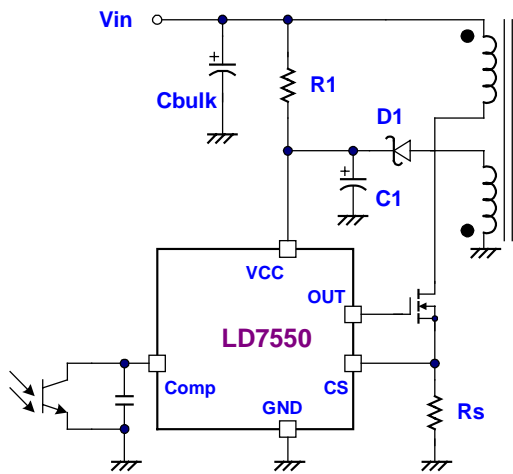 Vin
Cbulk
R1
D1
C1
VCC
OUT
LD7550
Comp
CS
GND
Rs
+
+